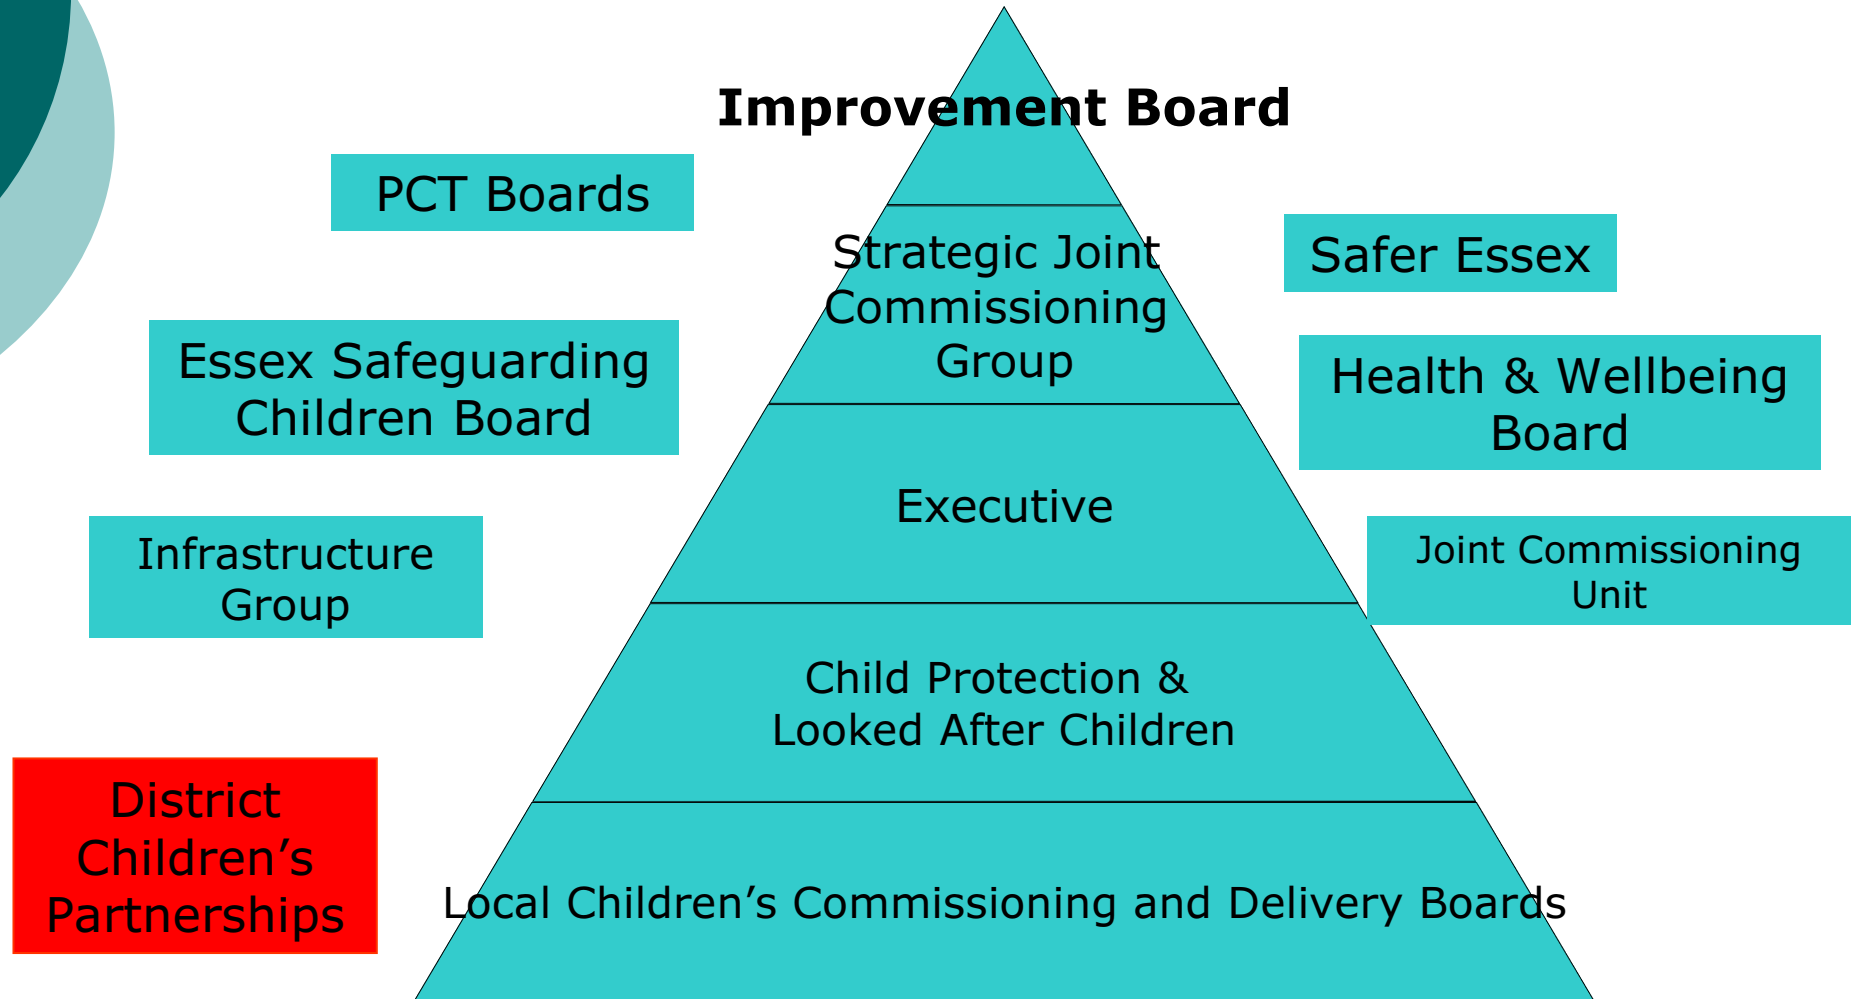 Improvement Board
PCT Boards
Strategic Joint
Commissioning
Group
Safer Essex
Essex Safeguarding
Children Board
Health & Wellbeing
Board
Executive
Infrastructure
Group
Joint Commissioning
Unit
Child Protection &
Looked After Children
District
Children’s
Partnerships
Local Children’s Commissioning and Delivery Boards